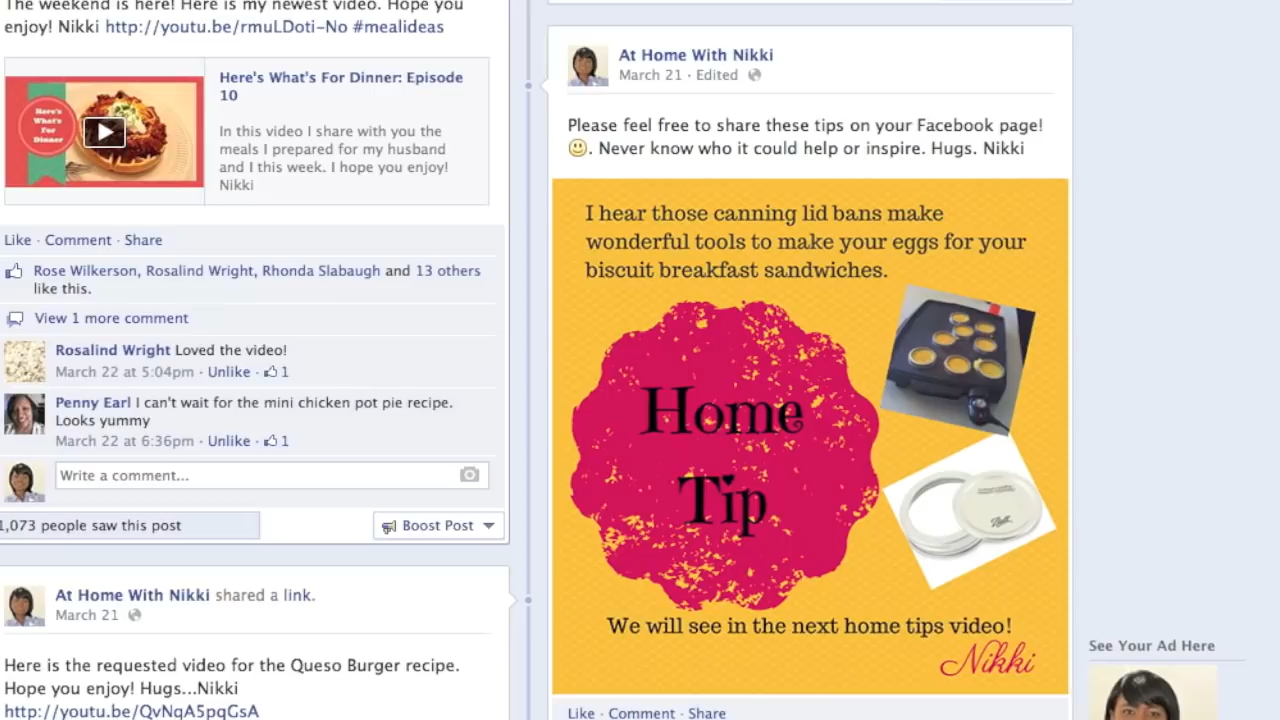 The weekend is here! Here is my newest video. Hope you
enjoy! Nikki http://youtu.be/rmuLDoti-No #mealideas
Here's What's For Dinner: Episode
10
Here's
What's
For
Dinner
In this video I share with you the
meals I prepared for my husband
and I this week. I hope you enjoy!
Nikki
Like · Comment · Share
Rose Wilkerson, Rosalind Wright, Rhonda Slabaugh and 13 others
like this.
View 1 more comment
Rosalind Wright Loved the video!
March 22 at 5:04pm · Unlike · 1
Penny Earl I can't wait for the mini chicken pot pie recipe.
Looks yummy
March 22 at 6:36pm · Unlike · 1
Write a comment...
1,073 people saw this post
Boost Post
At Home With Nikki shared a link.
March 21
Here is the requested video for the Queso Burger recipe.
Hope you enjoy! Hugs...Nikki
http://youtu.be/QvNqA5pqGsA
At Home With Nikki
March 21 · Edited
Please feel free to share these tips on your Facebook page!
. Never know who it could help or inspire. Hugs. Nikki
I hear those canning lid bans make
wonderful tools to make your eggs for your
biscuit breakfast sandwiches.
Home
Tip
Ball
We will see in the next home tips video!
Nikki
Like · Comment · Share
See Your Ad Here